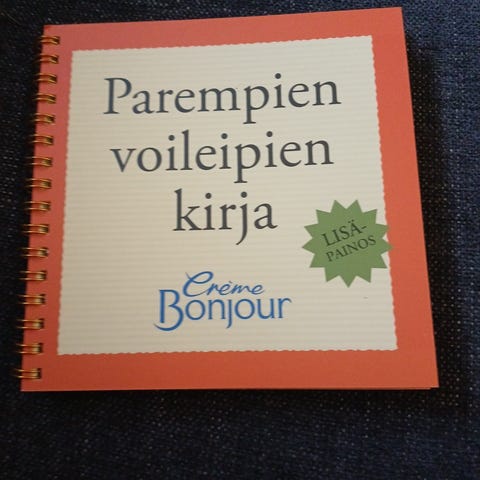 Parempien
voileipien
kirja
LISÄ-
PAINOS
Crème
Bonjour